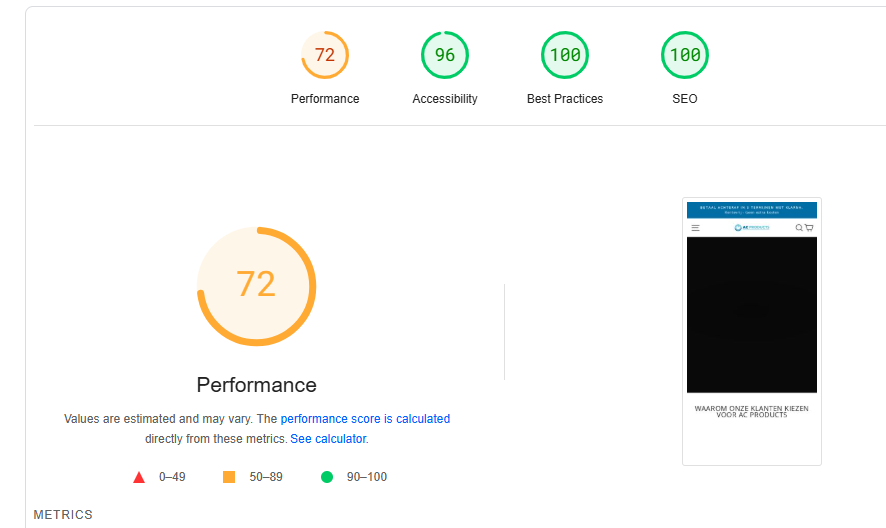 72
96
100
100
Performance
Accessibility
Best Practices
SEO
BETAAL ACHTERAF IN 3 TERMIJNEN MET KLARNA.
AC PRODUCTS
72
WAAROM ONZE KLANTEN KIEZEN
VOOR AC PRODUCTS
Performance
Values are estimated and may vary. The performance score is calculated
directly from these metrics. See calculator.
0–49
50–89
90–100
METRICS